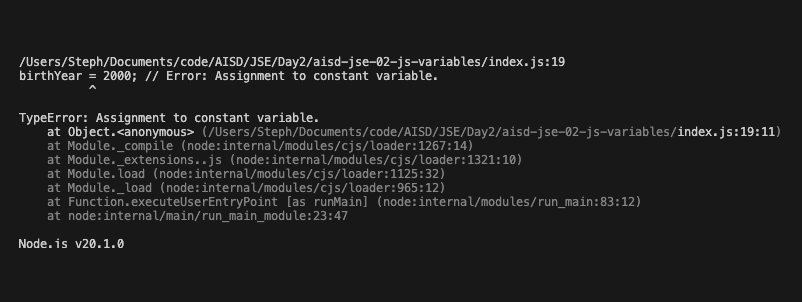 /Users/Steph/Documents/code/AISD/JSE/Day2/aisd-jse-02-js-variables/index.js:19
birthYear = 2000; // Error: Assignment to constant variable.
          ^
TypeError: Assignment to constant variable.
    at Object.<anonymous> (/Users/Steph/Documents/code/AISD/JSE/Day2/aisd-jse-02-js-variables/index.js:19:11)
    at Module._compile (node:internal/modules/cjs/loader:1267:14)
    at Module._extensions..js (node:internal/modules/cjs/loader:1321:10)
    at Module.load (node:internal/modules/cjs/loader:1125:32)
    at Module._load (node:internal/modules/cjs/loader:965:12)
    at Function.executeUserEntryPoint [as runMain] (node:internal/modules/run_main:83:12)
    at node:internal/main/run_main_module:23:47
Node.js v20.1.0